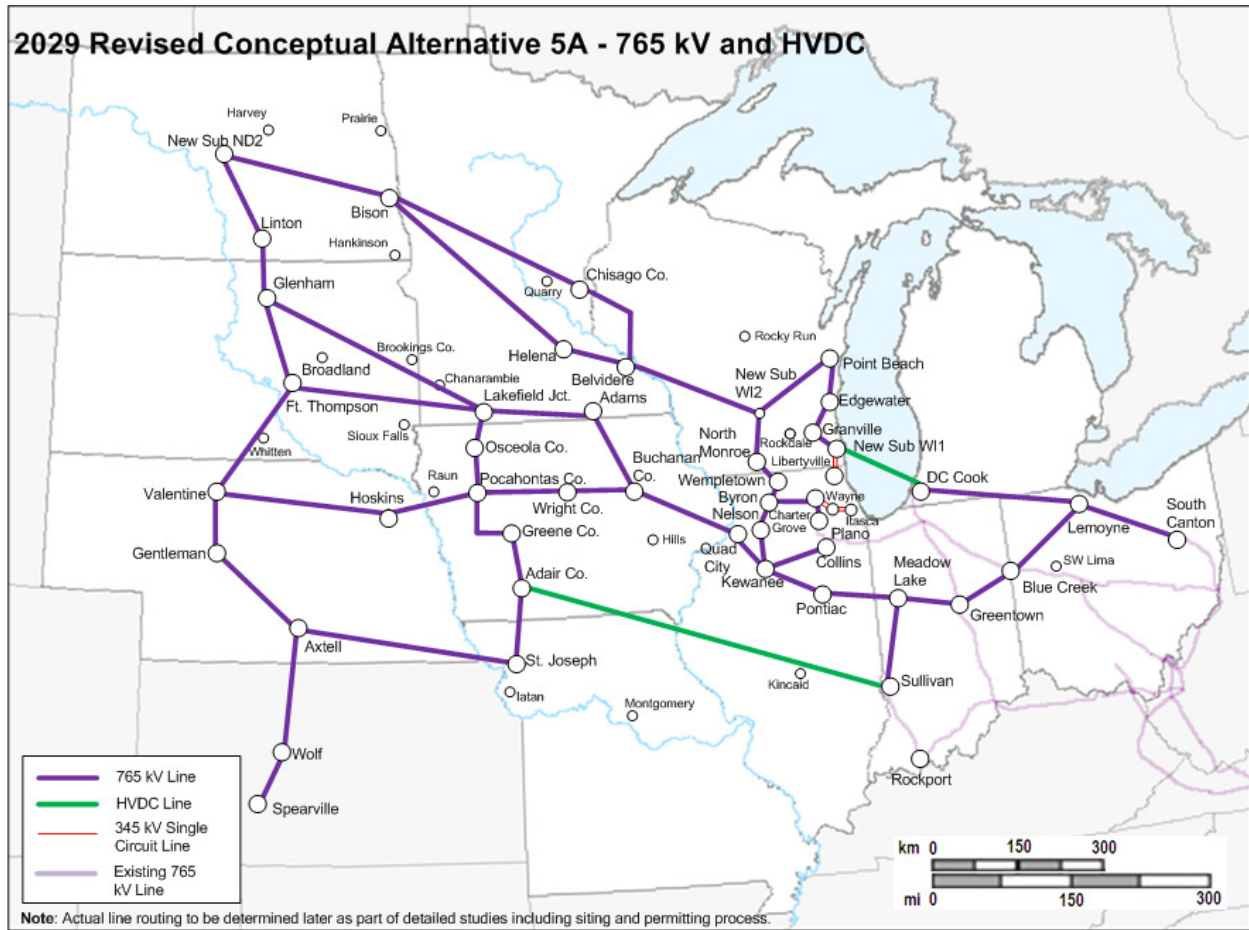 2029 Revised Conceptual Alternative 5A - 765 kV and HVDC
Harvey
Prairie
New Sub ND2
Bison
Linton
Hankinson
Glenham
Chisago Co.
Quarry
Rocky Run
Brookings Co.
Helena
Broadland
Chanarambie
Belvidere
New Sub
WI2
Point Beach
Ft. Thompson
Lakefield Jct.
Adams
Edgewater
Sioux Falls
Whitten
Osceola Co.
North
Monroe
Rockdale
Granville
New Sub WI1
Buchanan
Co.
Libertyville
Raun
Pocahontas Co.
Wempletown
DC Cook
Valentine
Hoskins
Wright Co.
Byron
Nelson
Wayne
Charter
Grove
Itasca
Plano
Lemoyne
South
Canton
Greene Co.
Hills
Quad
City
Collins
Gentleman
Adair Co.
Kewanee
Meadow
Lake
SW Lima
Blue Creek
Pontiac
Greentown
Axtell
St. Joseph
Iatan
Kincaid
Sullivan
Montgomery
Wolf
Rockport
Spearville
765 kV Line
HVDC Line
345 kV Single
Circuit Line
Existing 765
kV Line
km 0 150 300
mi 0 150 300
Note: Actual line routing to be determined later as part of detailed studies including siting and permitting process.